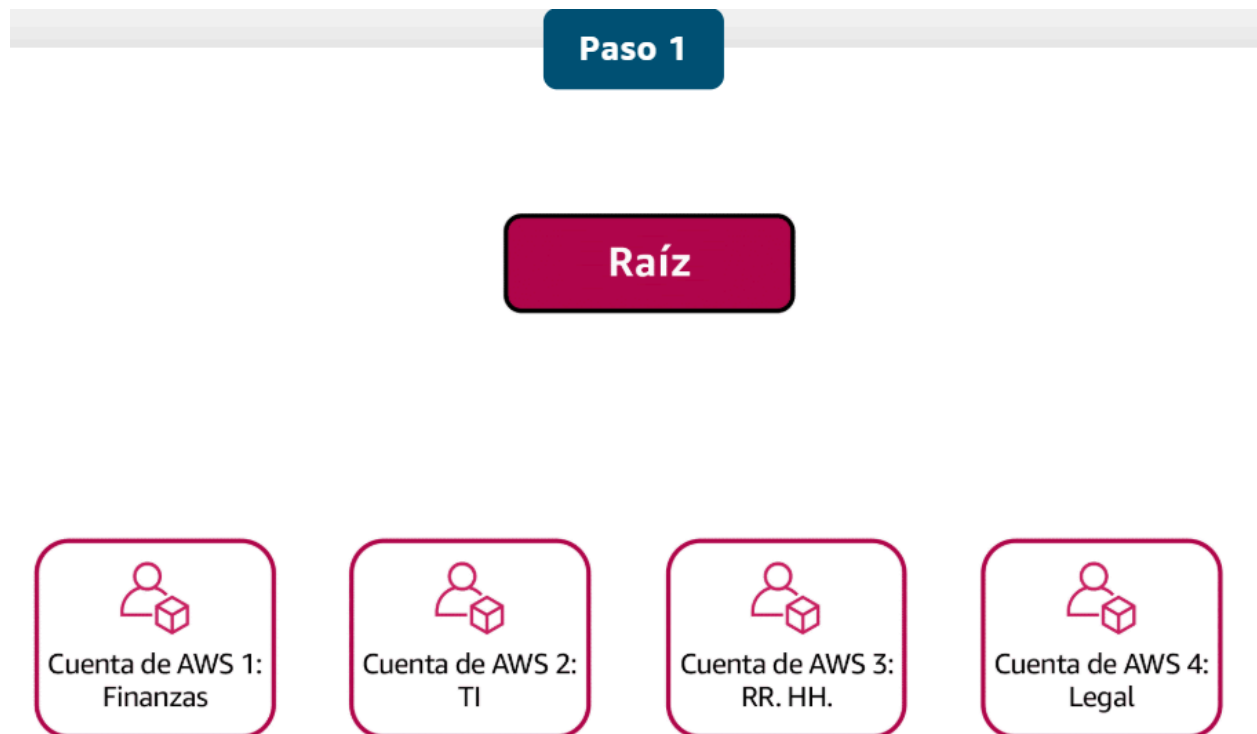 Paso 1
Raíz
Cuenta de AWS 1:
Finanzas
Cuenta de AWS 2:
TI
Cuenta de AWS 3:
RR. HH.
Cuenta de AWS 4:
Legal